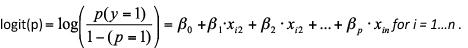 logit(p) = log( p(y = 1) / 1 − (p = 1) ) = β₀ + β₁·xᵢ₂ + β₂ · xᵢ₂ + ... + βₚ · xᵢₙ for i = 1...n .